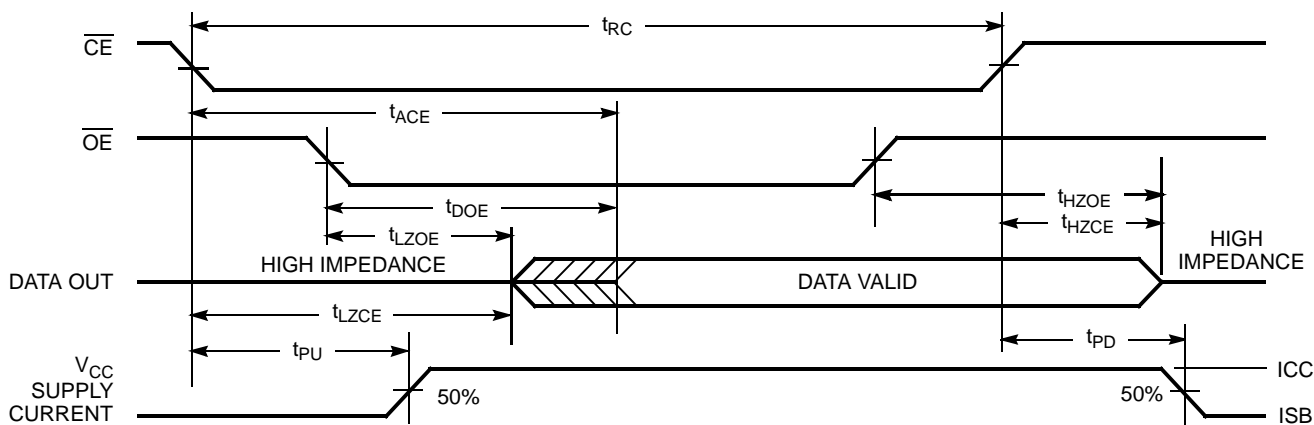 tRC
CE
tACE
OE
tDOE
tHZOE
tLZOE
tHZCE
HIGH IMPEDANCE
HIGH
IMPEDANCE
DATA OUT
DATA VALID
tLZCE
tPU
tPD
VCC
SUPPLY
CURRENT
50%
50%
ICC
ISB